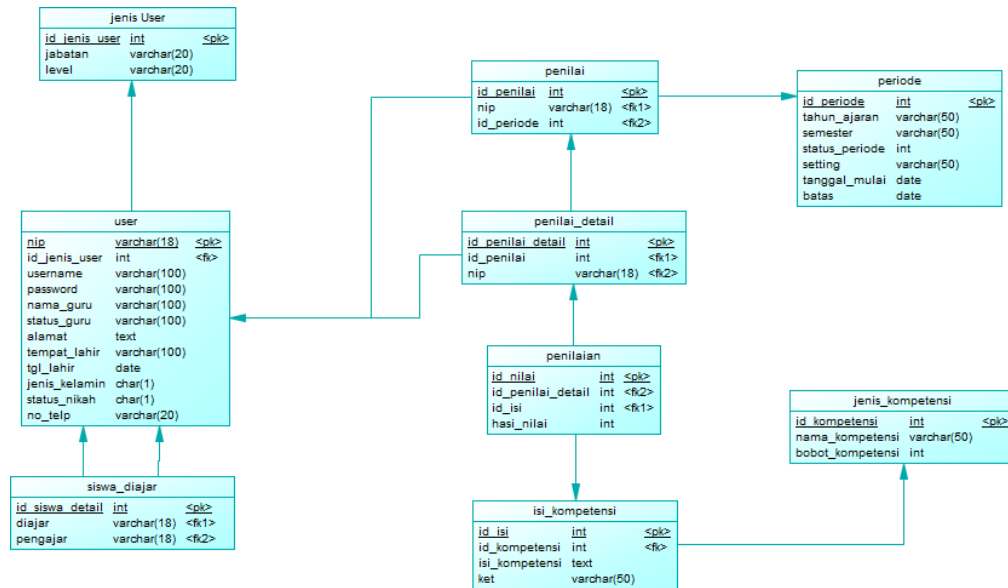 jenis User
id_jenis_user int <pk>
jabatan varchar(20)
level varchar(20)
penilai
id_penilai int <pk>
nip varchar(18) <fk1>
id_periode int <fk2>
periode
id_periode int <pk>
tahun_ajaran varchar(50)
semester varchar(50)
status_periode int
setting varchar(50)
tanggal_mulai date
batas date
user
nip varchar(18) <pk>
id_jenis_user int <fk>
username varchar(100)
password varchar(100)
nama_guru varchar(100)
status_guru varchar(100)
alamat text
tempat_lahir varchar(100)
tgl_lahir date
jenis_kelamin char(1)
status_nikah char(1)
no_telp varchar(20)
penilai_detail
id_penilai_detail int <pk>
id_penilai int <fk1>
nip varchar(18) <fk2>
penilaian
id_nilai int <pk>
id_penilai_detail int <fk2>
id_isi int <fk1>
hasi_nilai int
jenis_kompetensi
id_kompetensi int <pk>
nama_kompetensi varchar(50)
bobot_kompetensi int
siswa_diajar
id_siswa_detail int <pk>
diajar varchar(18) <fk1>
pengajar varchar(18) <fk2>
isi_kompetensi
id_isi int <pk>
id_kompetensi int <fk>
isi_kompetensi text
ket varchar(50)